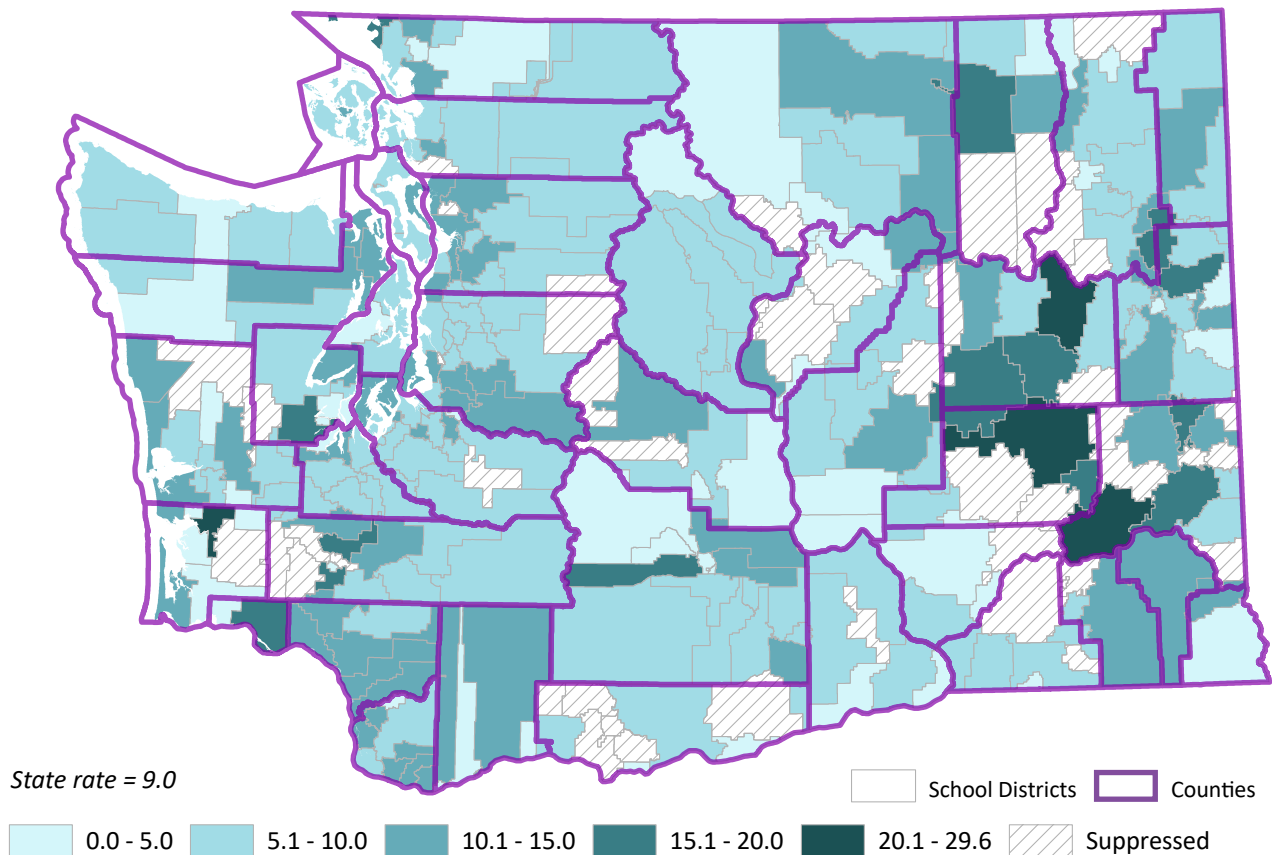 State rate = 9.0
School Districts
Counties
0.0 - 5.0
5.1 - 10.0
10.1 - 15.0
15.1 - 20.0
20.1 - 29.6
Suppressed